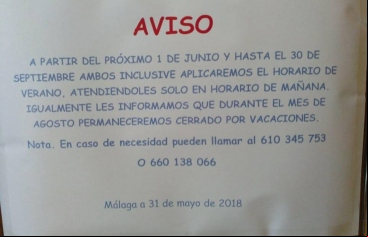 AVISO
A PARTIR DEL PRÓXIMO 1 DE JUNIO Y HASTA EL 30 DE
SEPTIEMBRE AMBOS INCLUSIVE APLICAREMOS EL HORARIO DE
VERANO, ATENDIENDOLES SOLO EN HORARIO DE MAÑANA.
IGUALMENTE LES INFORMAMOS QUE DURANTE EL MES DE
AGOSTO PERMANECEREMOS CERRADO POR VACACIONES.
Nota. En caso de necesidad pueden llamar al 610 345 753
O 660 138 066
Málaga a 31 de mayo de 2018